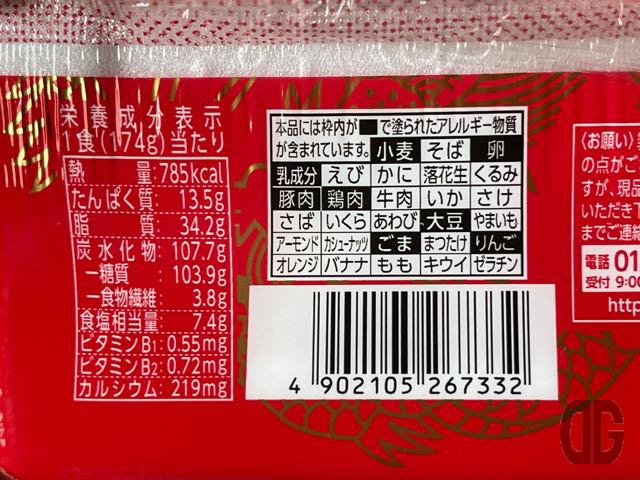 栄養成分表示
1食(174g)当たり
熱量:785kcal
たんぱく質: 13.5g
脂質: 34.2g
炭水化物:107.7g
－糖質 :103.9g
－食物繊維: 3.8g
食塩相当量 : 7.4g
ビタミンB₁:0.55mg
ビタミンB₂:0.72mg
カルシウム:219mg
本品には枠内が■で塗られたアレルギー物質
が含まれています。 小麦 そば 卵
乳成分 えび かに 落花生 くるみ
豚肉 鶏肉 牛肉 いか さけ
さば いくら あわび 大豆 やまいも
アーモンド カシューナッツ ごま まつたけ りんご
オレンジ バナナ もも キウイ ゼラチン
4 902105 267332
〈お願い〉
の点がご
すが、現品
いただき
までご連絡
電話 01
受付 9:00
http
DG